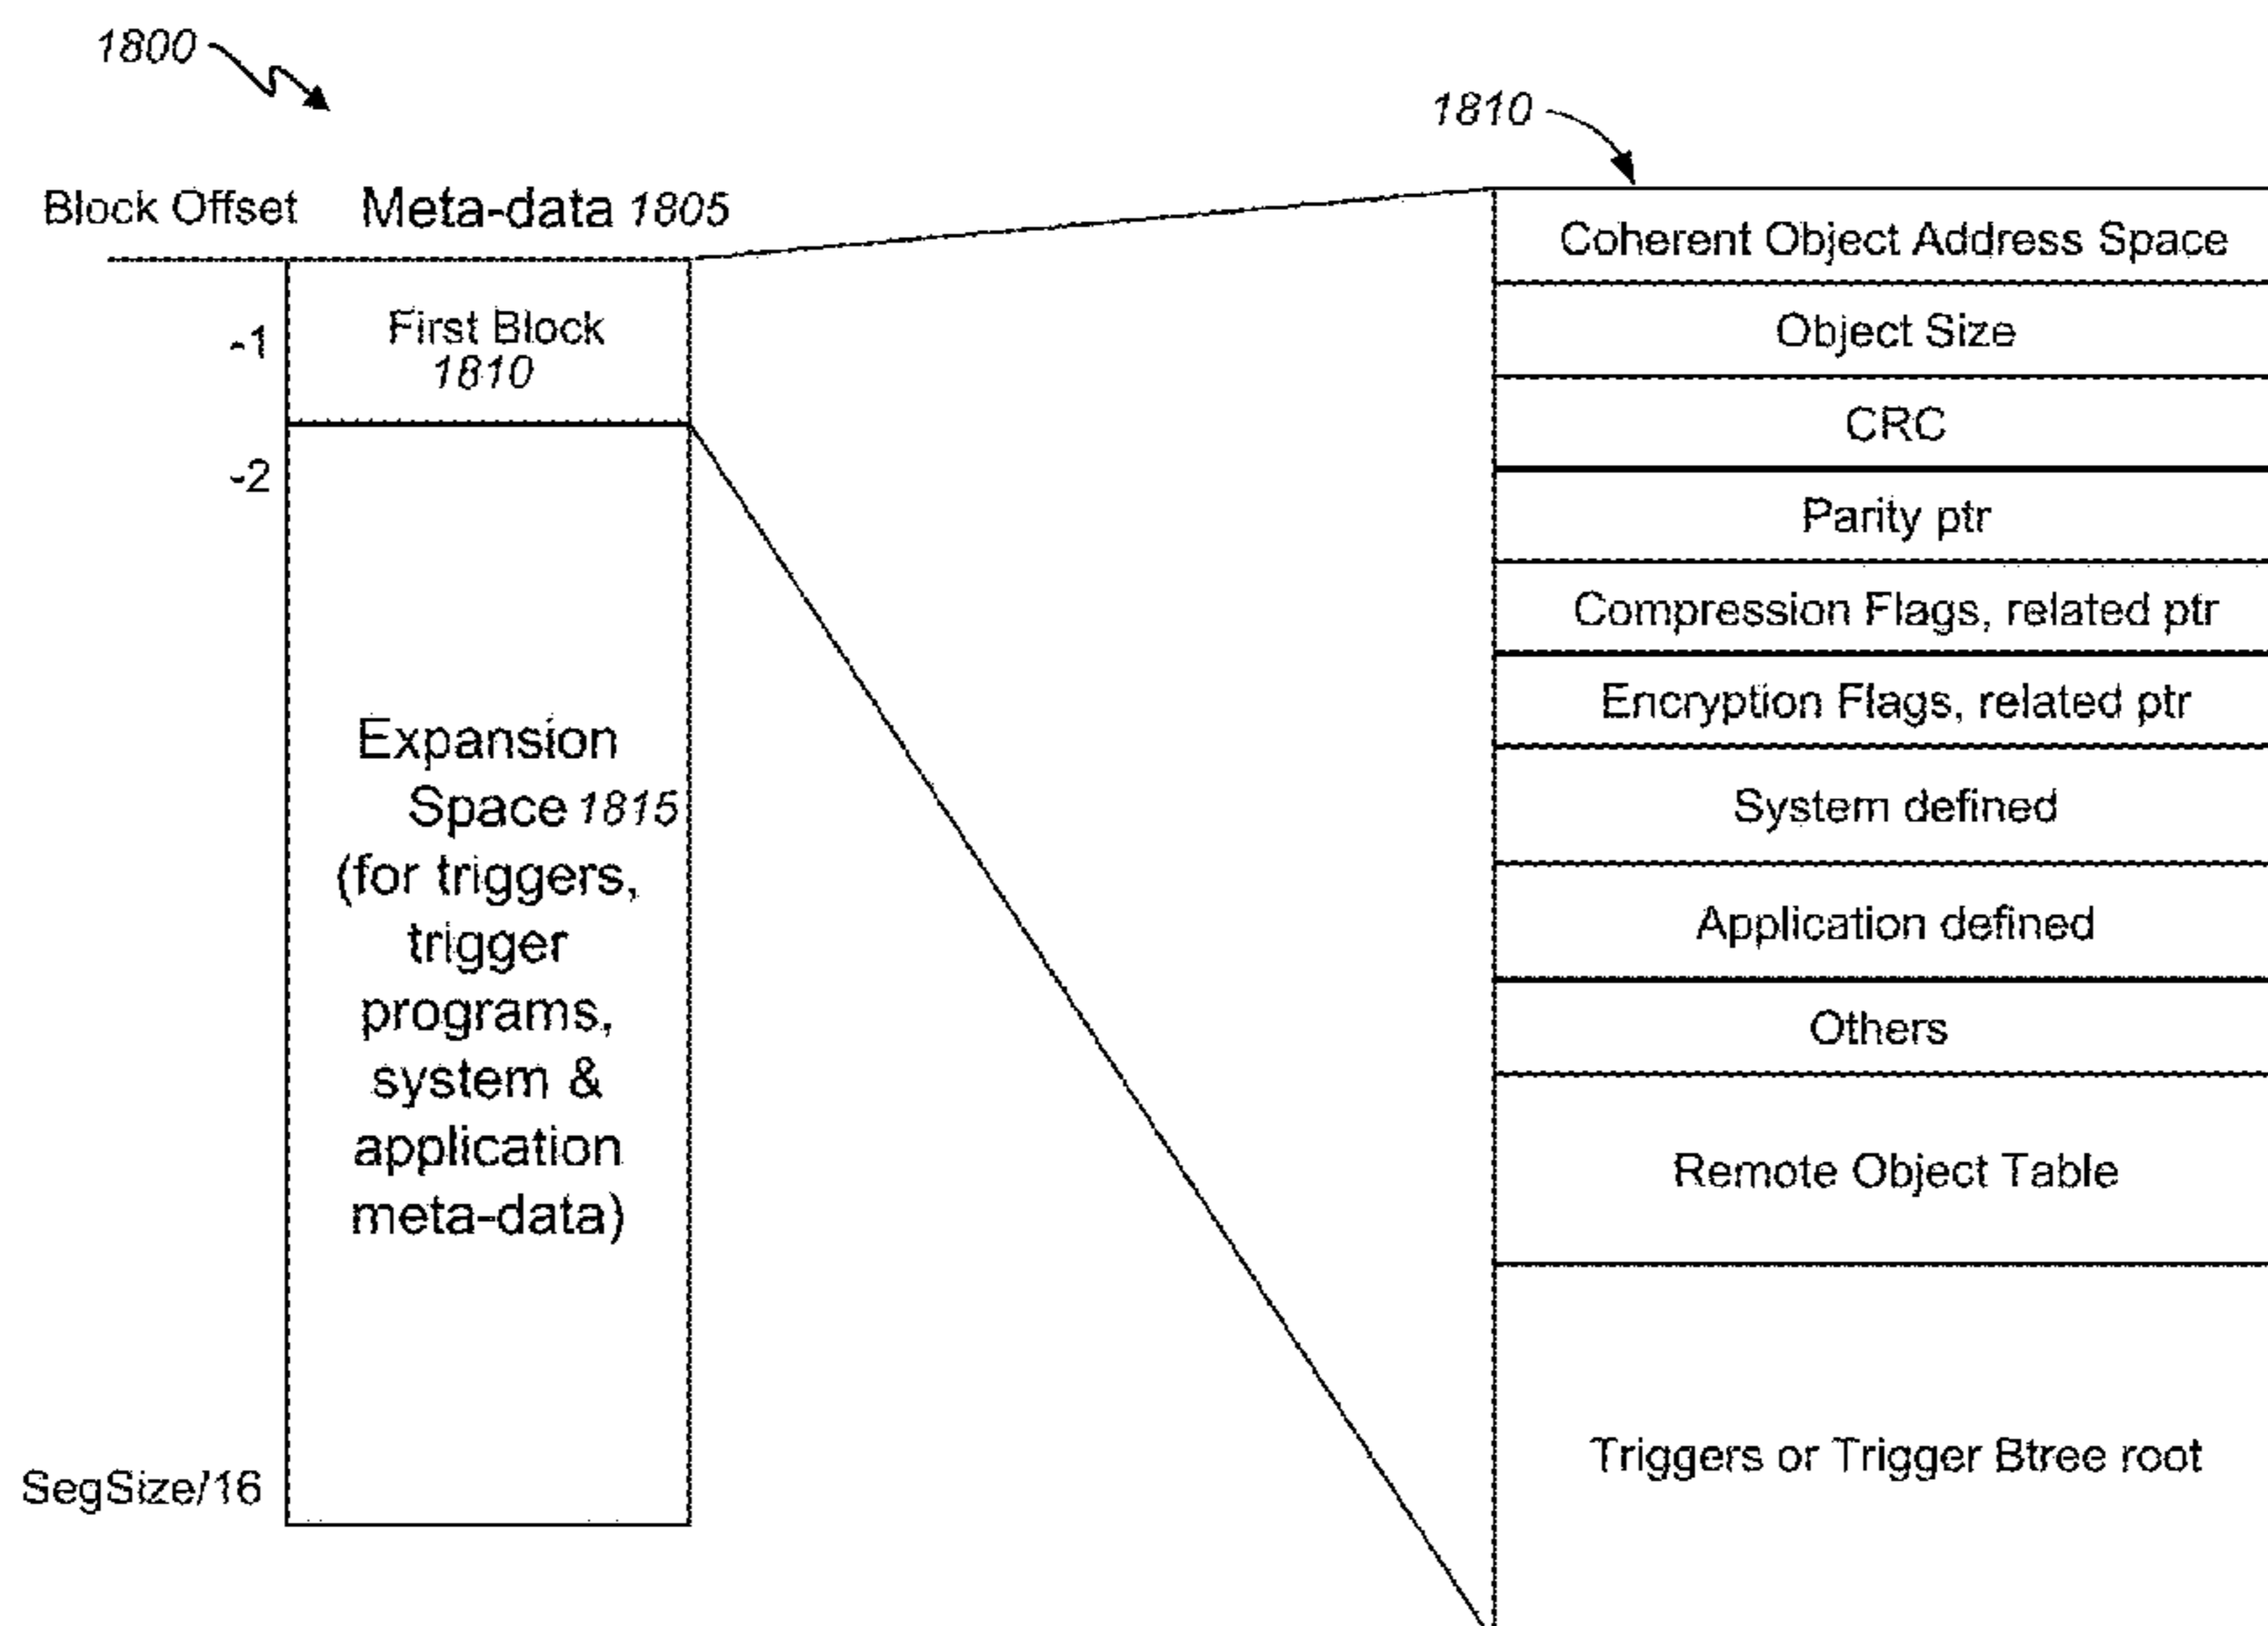 1800
1810
Block Offset Meta-data 1805
-1
First Block
1810
-2
Expansion
Space 1815
(for triggers,
trigger
programs,
system &
application
meta-data)
SegSize/16
Coherent Object Address Space
Object Size
CRC
Parity ptr
Compression Flags, related ptr
Encryption Flags, related ptr
System defined
Application defined
Others
Remote Object Table
Triggers or Trigger Btree root